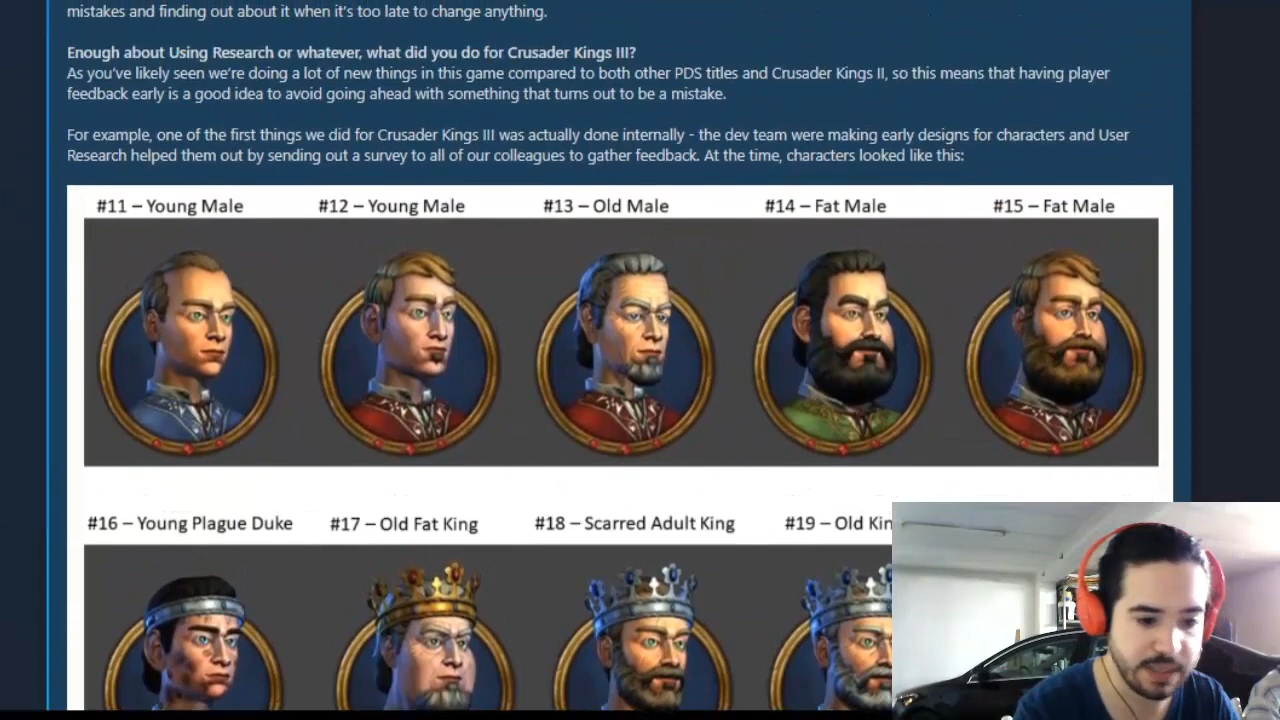 mistakes and finding out about it when it's too late to change anything.
Enough about Using Research or whatever, what did you do for Crusader Kings III?
As you've likely seen we're doing a lot of new things in this game compared to both other PDS titles and Crusader Kings II, so this means that having player
feedback early is a good idea to avoid going ahead with something that turns out to be a mistake.
For example, one of the first things we did for Crusader Kings III was actually done internally - the dev team were making early designs for characters and User
Research helped them out by sending out a survey to all of our colleagues to gather feedback. At the time, characters looked like this:
#11 – Young Male #12 – Young Male #13 – Old Male #14 – Fat Male #15 – Fat Male
#16 – Young Plague Duke #17 – Old Fat King #18 – Scarred Adult King #19 – Old Kin